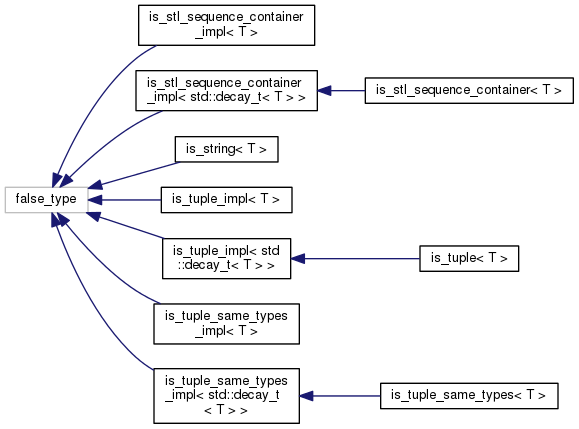 is_stl_sequence_container
_impl< T >
is_stl_sequence_container
_impl< std::decay_t< T > >
is_stl_sequence_container< T >
is_string< T >
false_type
is_tuple_impl< T >
is_tuple_impl< std
::decay_t< T > >
is_tuple< T >
is_tuple_same_types
_impl< T >
is_tuple_same_types
_impl< std::decay_t
< T > >
is_tuple_same_types< T >